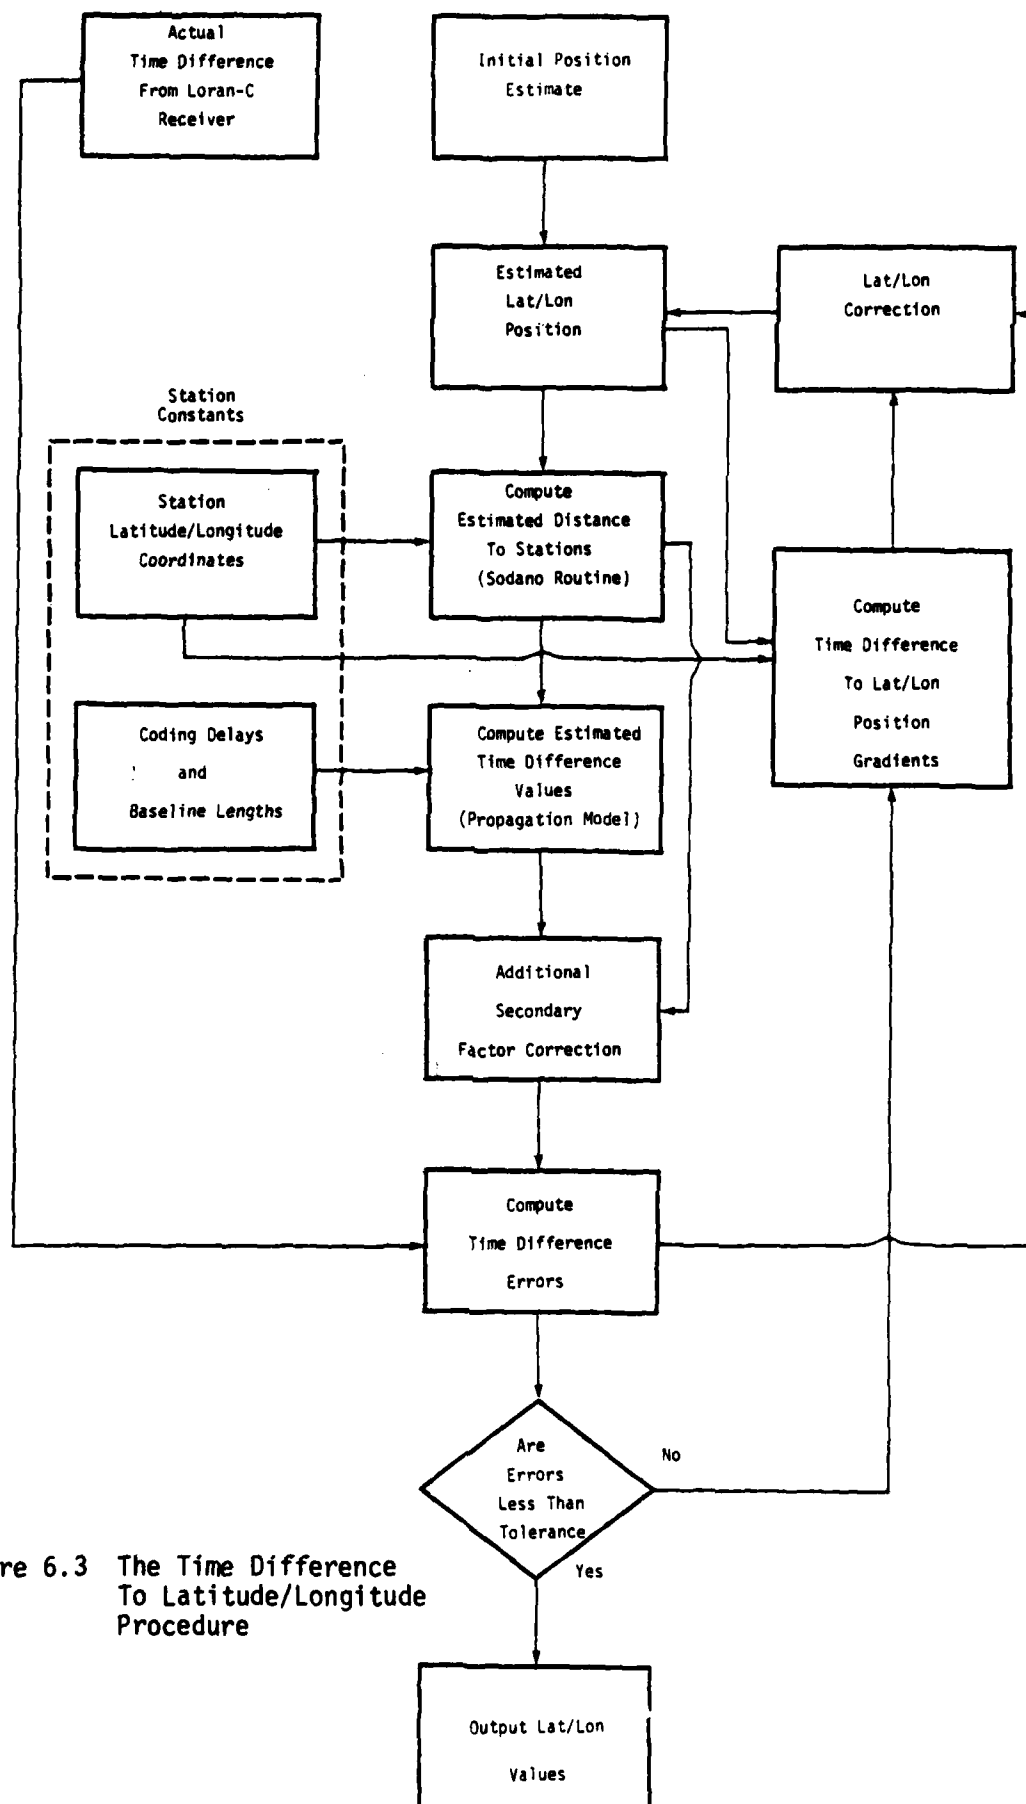 Actual
Time Difference
From Loran-C
Receiver
Initial Position
Estimate
Estimated
Lat/Lon
Position
Lat/Lon
Correction
Station
Constants
Station
Latitude/Longitude
Coordinates
Compute
Estimated Distance
To Stations
(Sodano Routine)
Compute
Time Difference
To Lat/Lon
Position
Gradients
Coding Delays
and
Baseline Lengths
Compute Estimated
Time Difference
Values
(Propagation Model)
Additional
Secondary
Factor Correction
Compute
Time Difference
Errors
Are
Errors
Less Than
Tolerance
No
Yes
re 6.3 The Time Difference
To Latitude/Longitude
Procedure
Output Lat/Lon
Values